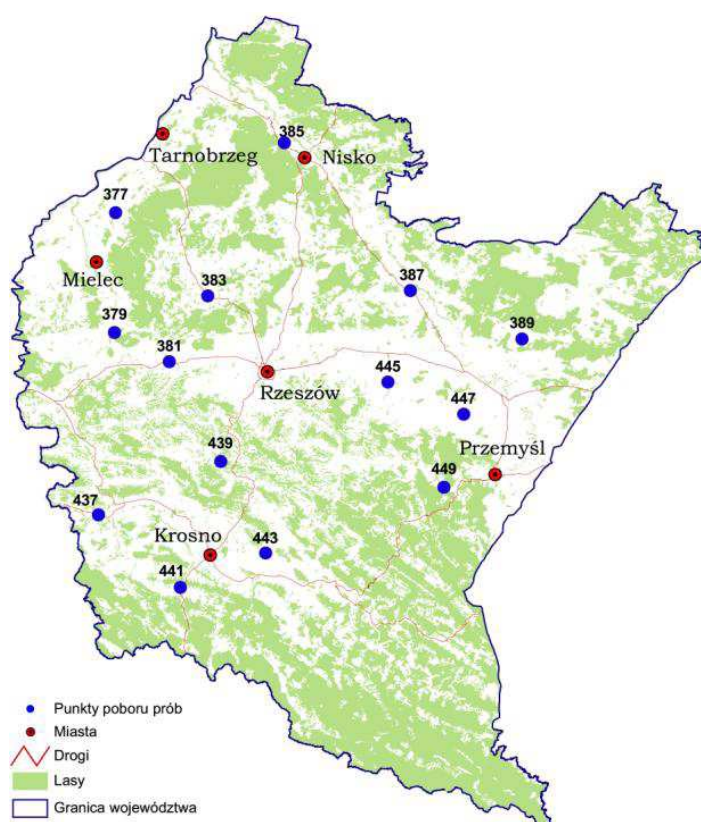 385
Tarnobrzeg
Nisko
377
Mielec
383
387
379
389
381
Rzeszów
445
447
439
Przemyśl
449
437
Krosno
443
441
Punkty poboru prób
Miasta
Drogi
Lasy
Granica województwa